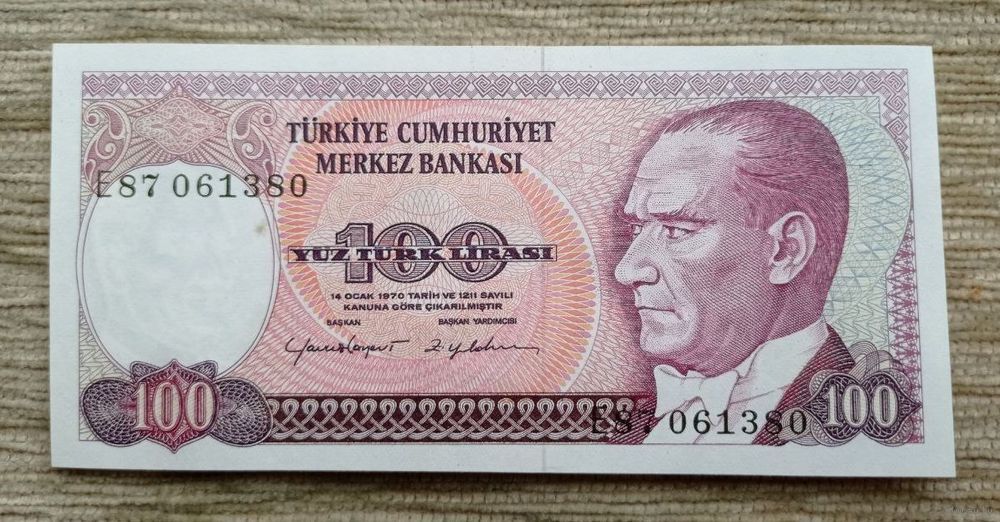 TÜRKİYE CUMHURİYET
MERKEZ BANKASI
E87 061380
100
YÜZ TÜRK LİRASI
14 OCAK 1970 TARİH VE 1211 SAYILI
KANUNA GÖRE ÇIKARILMIŞTIR
BAŞKAN BAŞKAN YARDIMCISI
100
E87 061380
100